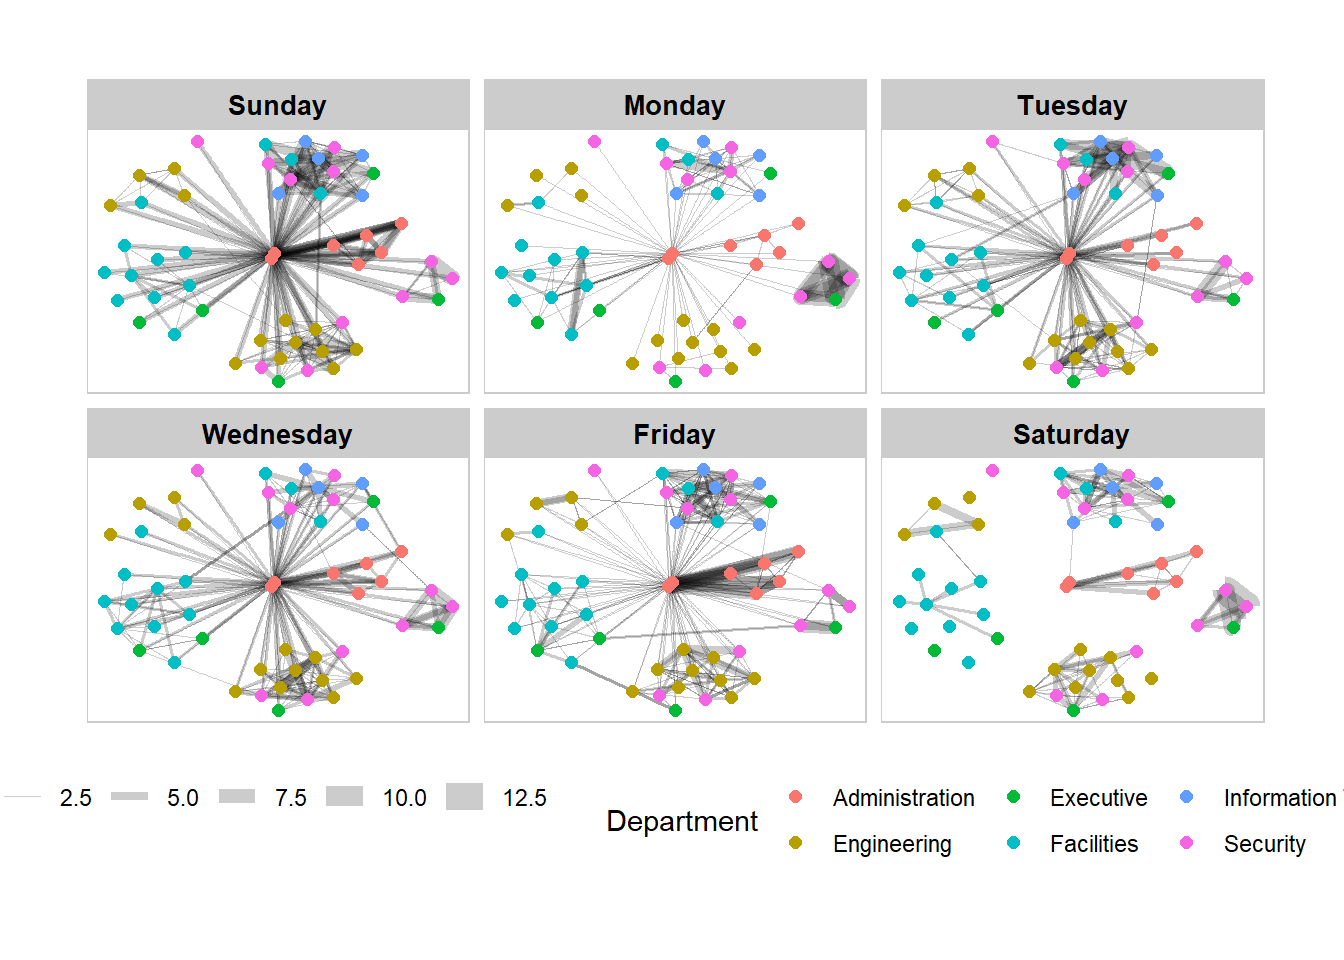 Sunday
Monday
Tuesday
Wednesday
Friday
Saturday
2.5 5.0 7.5 10.0 12.5
Department
Administration Executive Information
Engineering Facilities Security